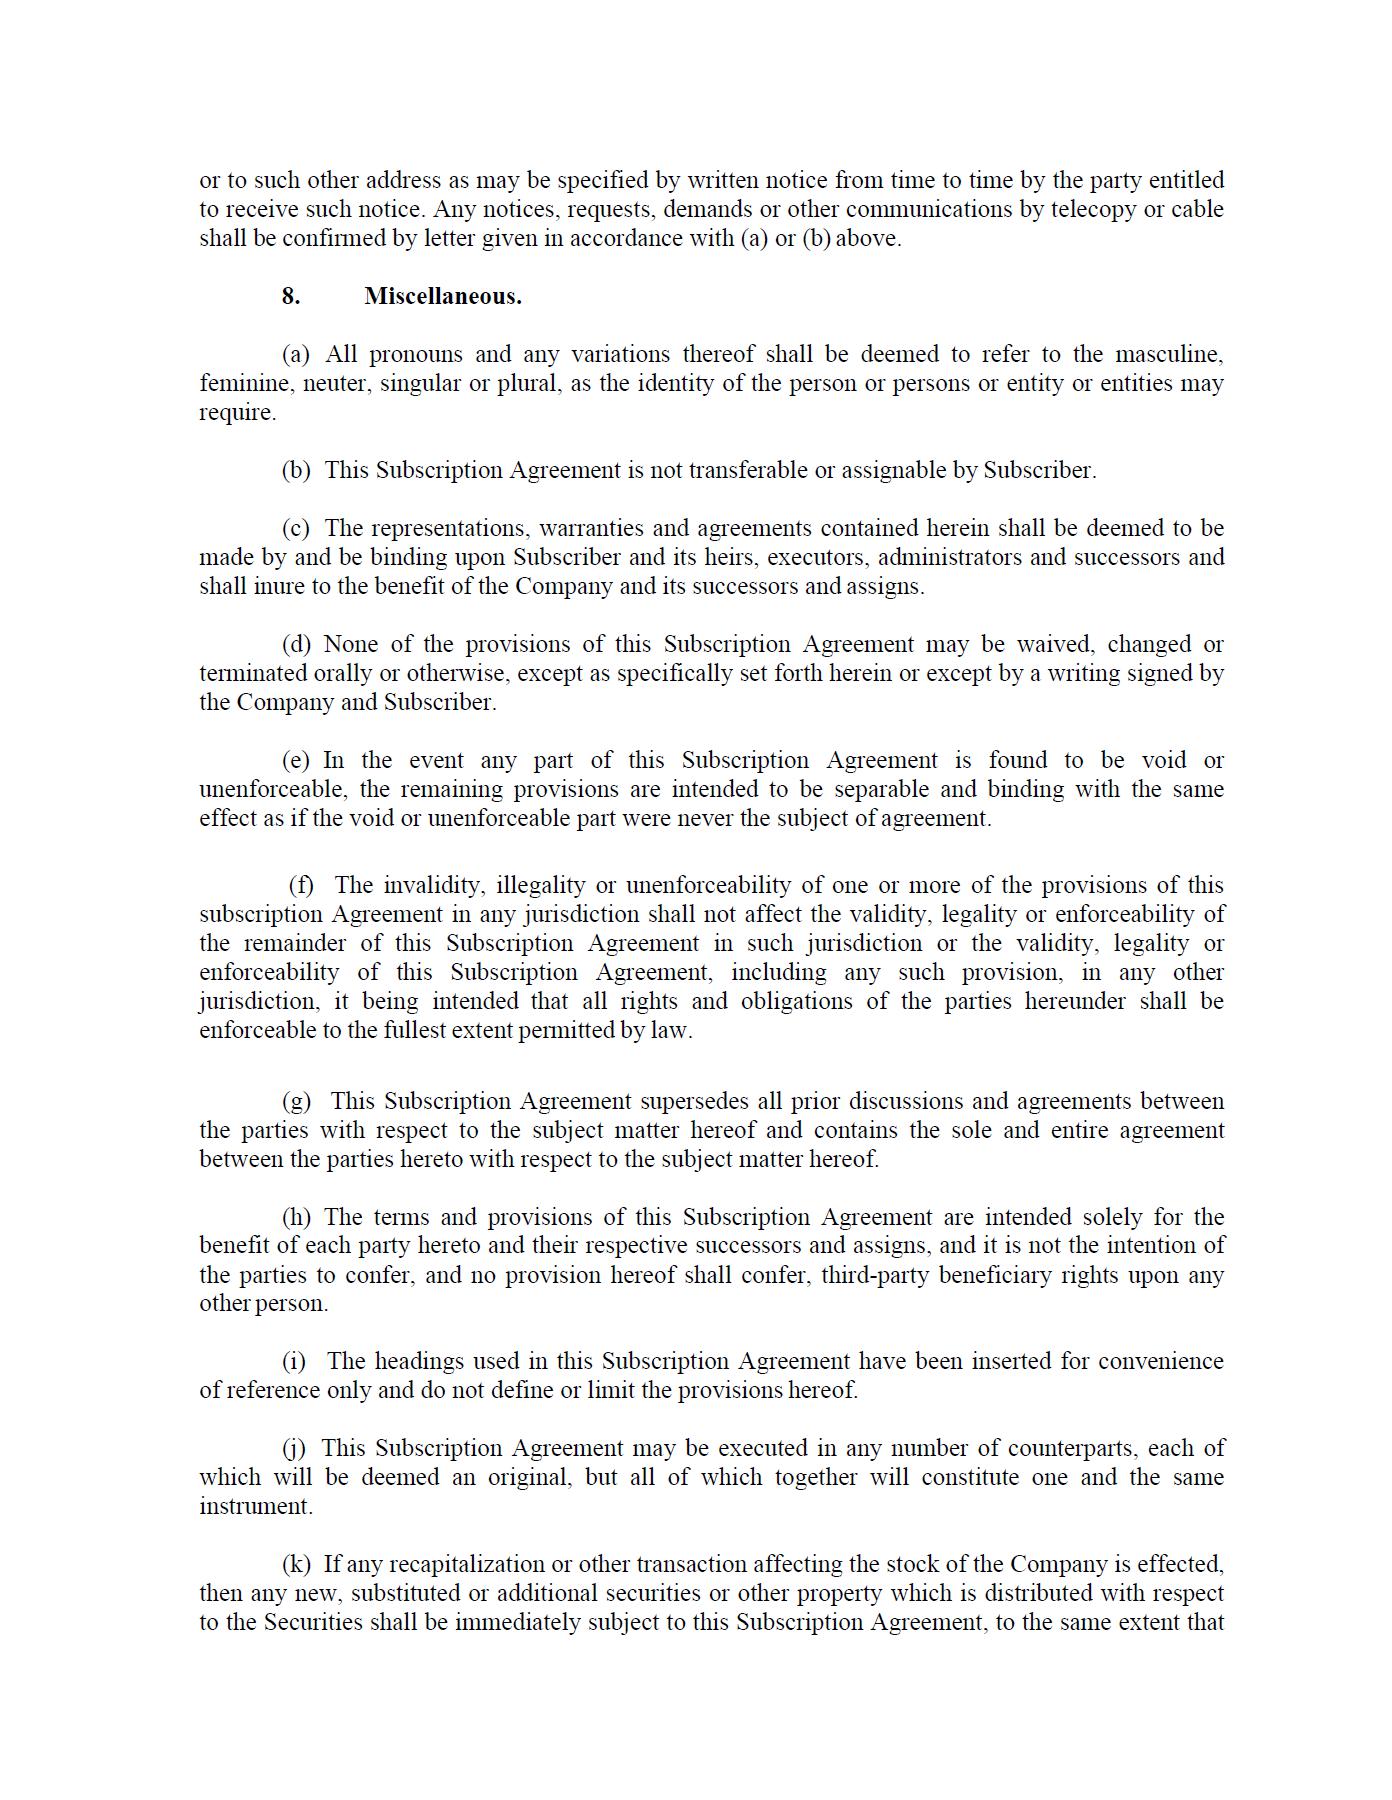 or to such other address as may be specified by written notice from time to time by the party entitled
to receive such notice. Any notices, requests, demands or other communications by telecopy or cable
shall be confirmed by letter given in accordance with (a) or (b) above.
8. Miscellaneous.
(a) All pronouns and any variations thereof shall be deemed to refer to the masculine,
feminine, neuter, singular or plural, as the identity of the person or persons or entity or entities may
require.
(b) This Subscription Agreement is not transferable or assignable by Subscriber.
(c) The representations, warranties and agreements contained herein shall be deemed to be
made by and be binding upon Subscriber and its heirs, executors, administrators and successors and
shall inure to the benefit of the Company and its successors and assigns.
(d) None of the provisions of this Subscription Agreement may be waived, changed or
terminated orally or otherwise, except as specifically set forth herein or except by a writing signed by
the Company and Subscriber.
(e) In the event any part of this Subscription Agreement is found to be void or
unenforceable, the remaining provisions are intended to be separable and binding with the same
effect as if the void or unenforceable part were never the subject of agreement.
(f) The invalidity, illegality or unenforceability of one or more of the provisions of this
subscription Agreement in any jurisdiction shall not affect the validity, legality or enforceability of
the remainder of this Subscription Agreement in such jurisdiction or the validity, legality or
enforceability of this Subscription Agreement, including any such provision, in any other
jurisdiction, it being intended that all rights and obligations of the parties hereunder shall be
enforceable to the fullest extent permitted by law.
(g) This Subscription Agreement supersedes all prior discussions and agreements between
the parties with respect to the subject matter hereof and contains the sole and entire agreement
between the parties hereto with respect to the subject matter hereof.
(h) The terms and provisions of this Subscription Agreement are intended solely for the
benefit of each party hereto and their respective successors and assigns, and it is not the intention of
the parties to confer, and no provision hereof shall confer, third-party beneficiary rights upon any
other person.
(i) The headings used in this Subscription Agreement have been inserted for convenience
of reference only and do not define or limit the provisions hereof.
(j) This Subscription Agreement may be executed in any number of counterparts, each of
which will be deemed an original, but all of which together will constitute one and the same
instrument.
(k) If any recapitalization or other transaction affecting the stock of the Company is effected,
then any new, substituted or additional securities or other property which is distributed with respect
to the Securities shall be immediately subject to this Subscription Agreement, to the same extent that